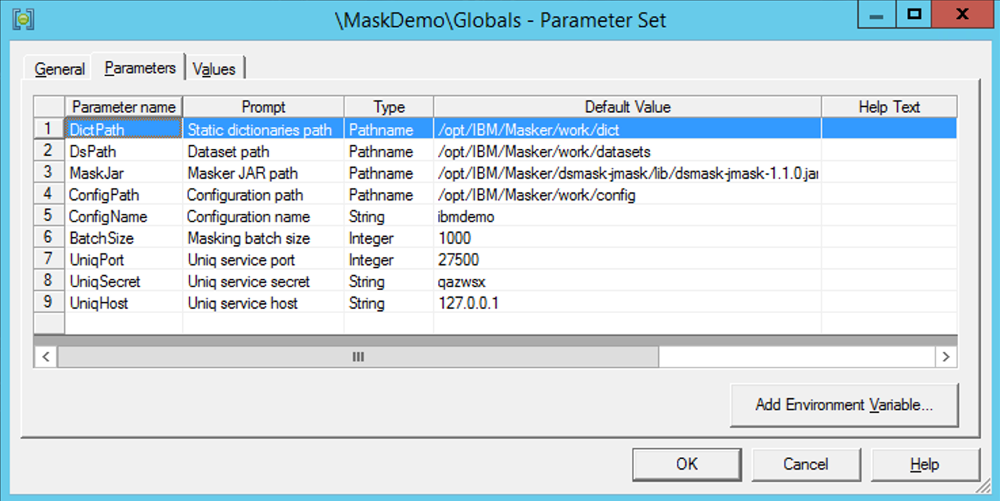 \MaskDemo\Globals - Parameter Set
General Parameters Values
Parameter name Prompt Type Default Value Help Text
1 DictPath Static dictionaries path Pathname /opt/IBM/Masker/work/dict
2 DsPath Dataset path Pathname /opt/IBM/Masker/work/datasets
3 MaskJar Masker JAR path Pathname /opt/IBM/Masker/dsmask-jmask/lib/dsmask-jmask-1.1.0.jar
4 ConfigPath Configuration path Pathname /opt/IBM/Masker/work/config
5 ConfigName Configuration name String ibmdemo
6 BatchSize Masking batch size Integer 1000
7 UniqPort Uniq service port Integer 27500
8 UniqSecret Uniq service secret String qazwsx
9 UniqHost Uniq service host String 127.0.0.1
Add Environment Variable...
OK Cancel Help